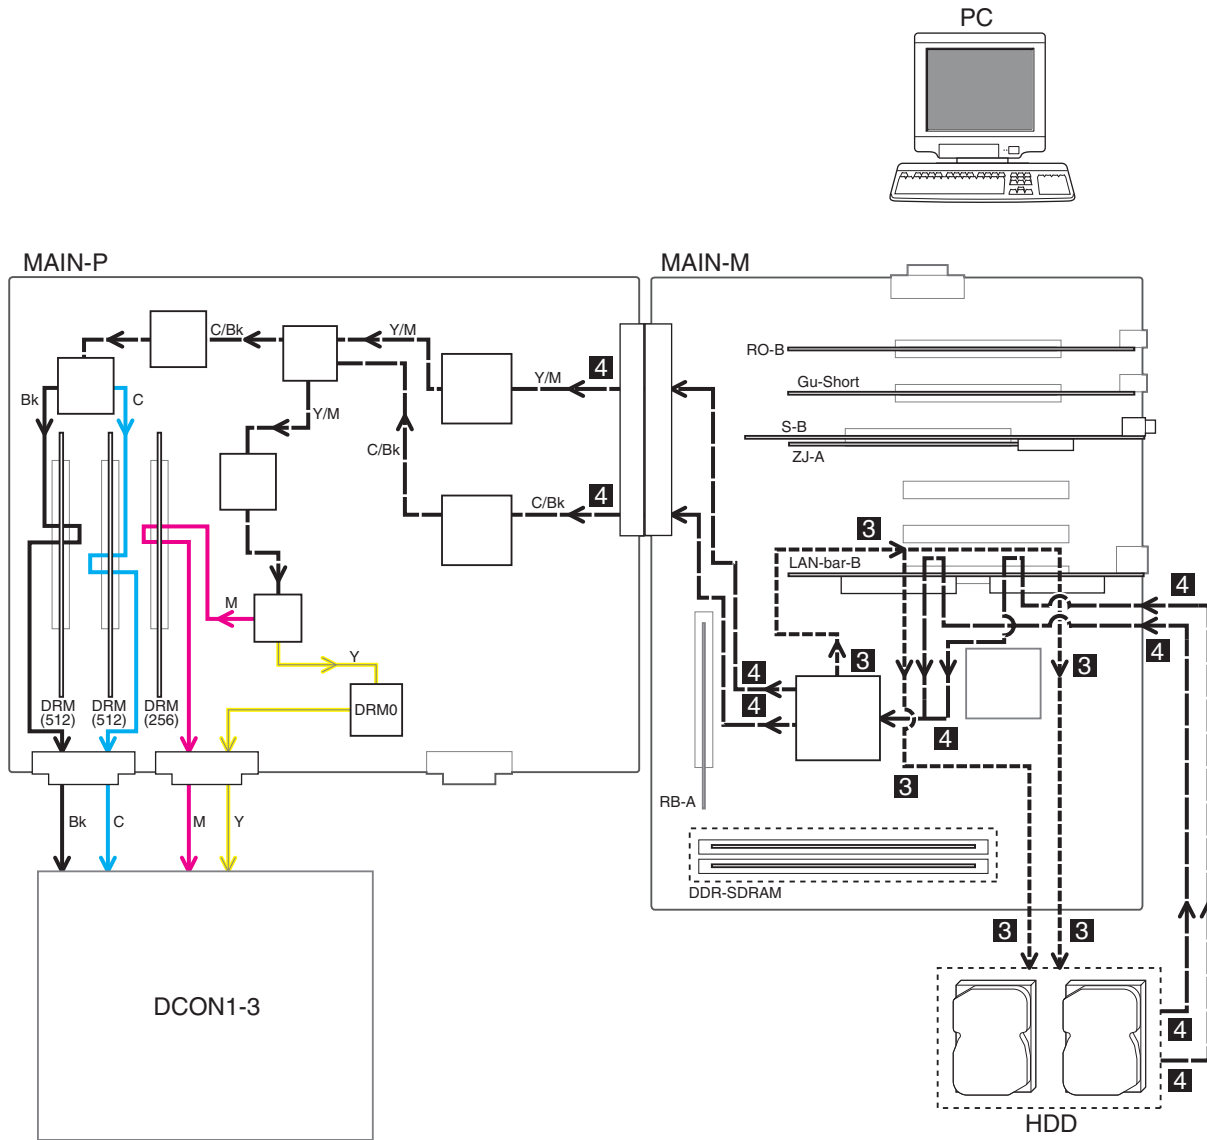 PC
MAIN-P
MAIN-M
C/Bk
Y/M
4
Y/M
RO-B
Gu-Short
Bk
C
Y/M
S-B
ZJ-A
C/Bk
4
C/Bk
3
LAN-bar-B
4
M
4
Y
3
3
4
4
DRM
(512)
DRM
(512)
DRM
(256)
DRM0
4
3
RB-A
Bk
C
M
Y
DDR-SDRAM
3
3
DCON1-3
4
4
HDD